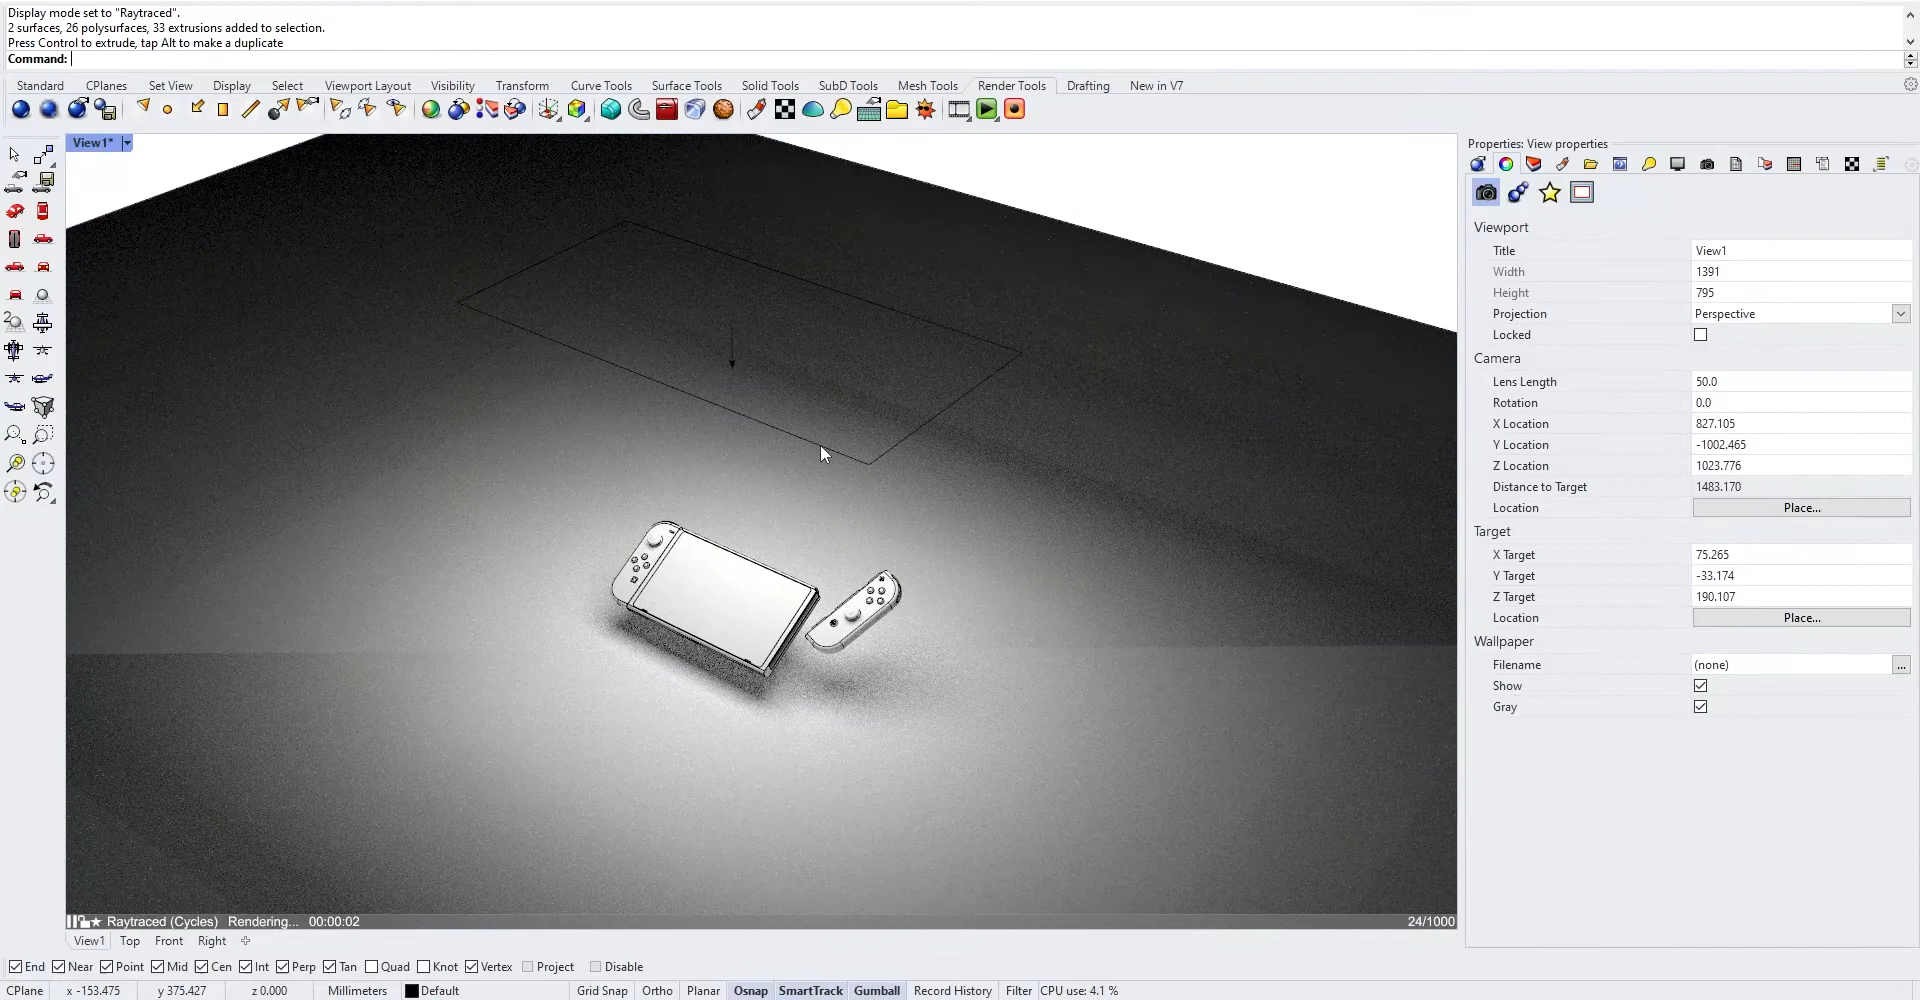 Display mode set to "Raytraced".
2 surfaces, 26 polysurfaces, 33 extrusions added to selection.
Press Control to extrude, tap Alt to make a duplicate
Command:
Standard CPlanes Set View Display Select Viewport Layout Visibility Transform Curve Tools Surface Tools Solid Tools SubD Tools Mesh Tools Render Tools Drafting New in V7
View1*
Properties: View properties
Viewport
Title View1
Width 1391
Height 795
Projection Perspective
Locked
Camera
Lens Length 50.0
Rotation 0.0
X Location 827.105
Y Location -1002.465
Z Location 1023.776
Distance to Target 1483.170
Location Place...
Target
X Target 75.265
Y Target -33.174
Z Target 190.107
Location Place...
Wallpaper
Filename (none) ...
Show
Gray
2
Raytraced (Cycles) Rendering... 00:00:02 24/1000
View1 Top Front Right
End Near Point Mid Cen Int Perp Tan Quad Knot Vertex Project Disable
CPlane x -153.475 y 375.427 z 0.000 Millimeters Default Grid Snap Ortho Planar Osnap SmartTrack Gumball Record History Filter CPU use: 4.1 %